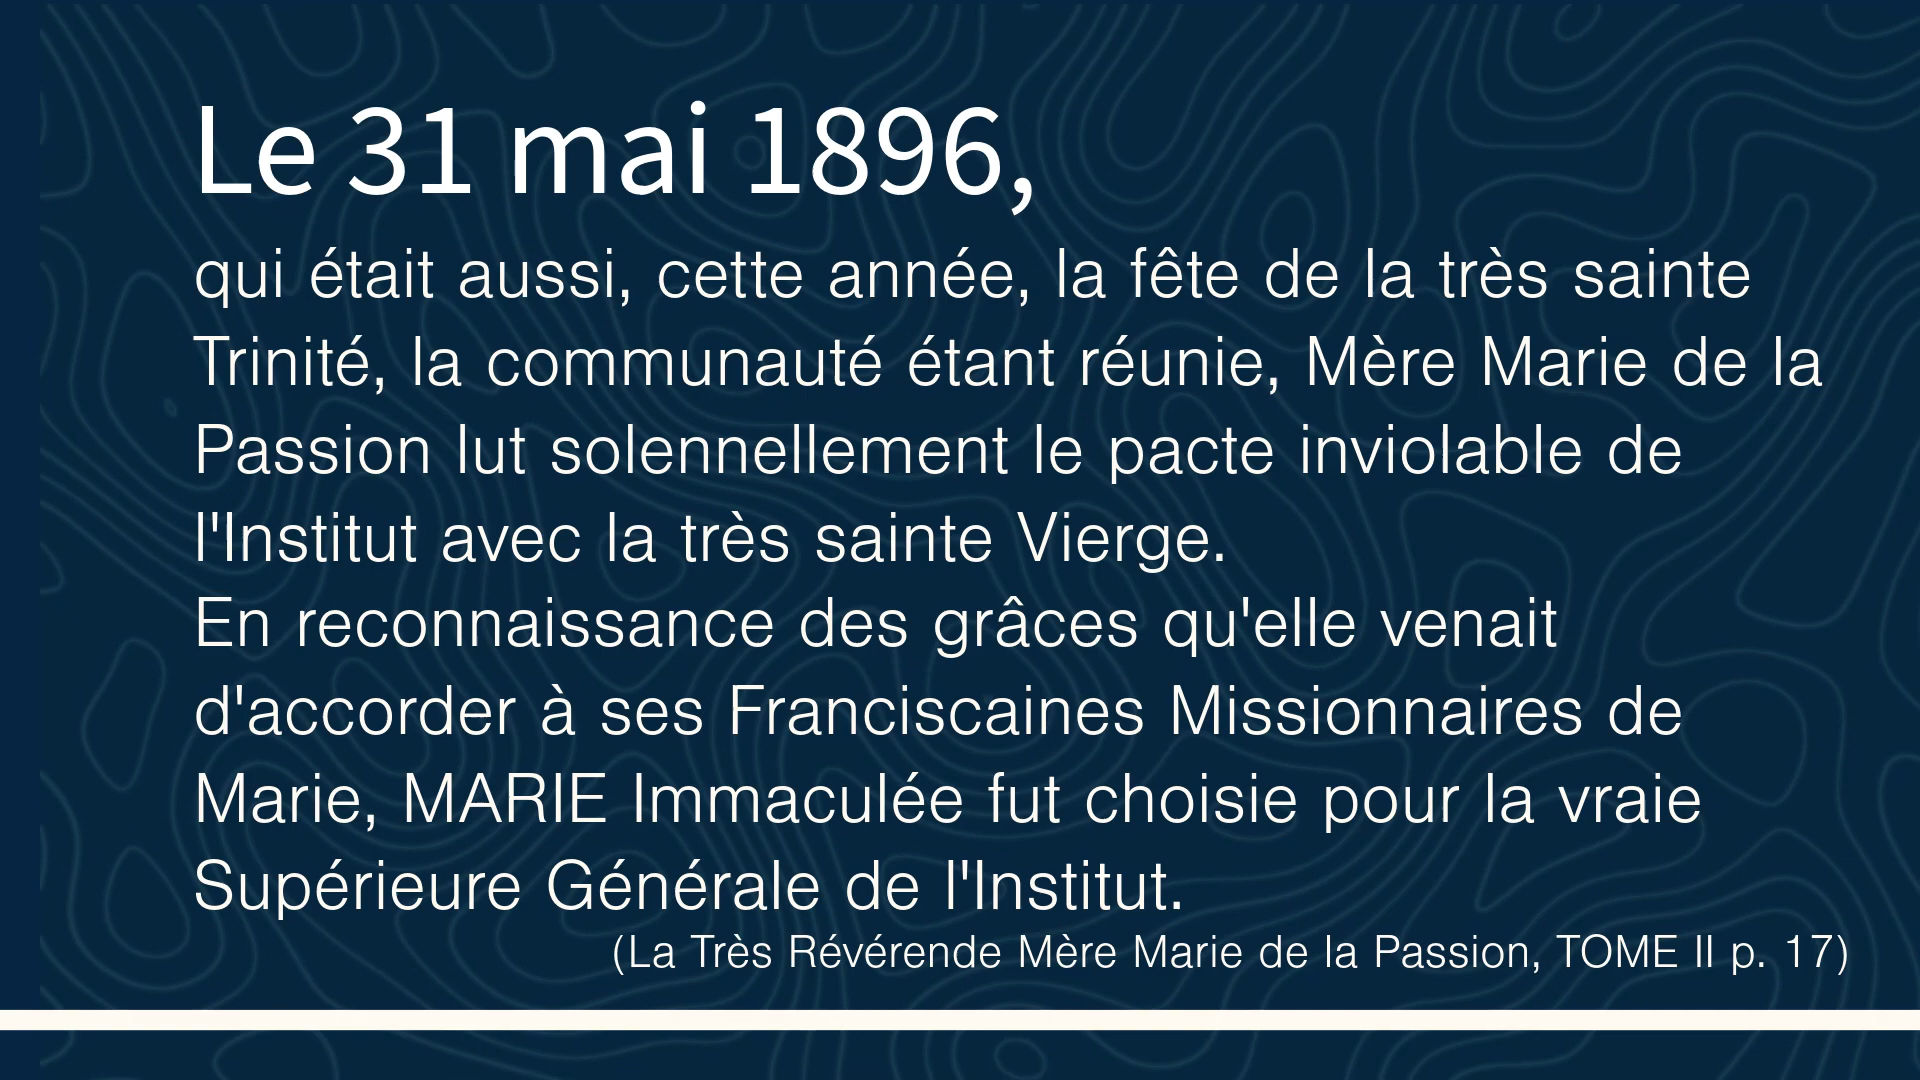 Le 31 mai 1896,
qui était aussi, cette année, la fête de la très sainte
Trinité, la communauté étant réunie, Mère Marie de la
Passion lut solennellement le pacte inviolable de
l'Institut avec la très sainte Vierge.
En reconnaissance des grâces qu'elle venait
d'accorder à ses Franciscaines Missionnaires de
Marie, MARIE Immaculée fut choisie pour la vraie
Supérieure Générale de l'Institut.
(La Très Révérende Mère Marie de la Passion, TOME II p. 17)